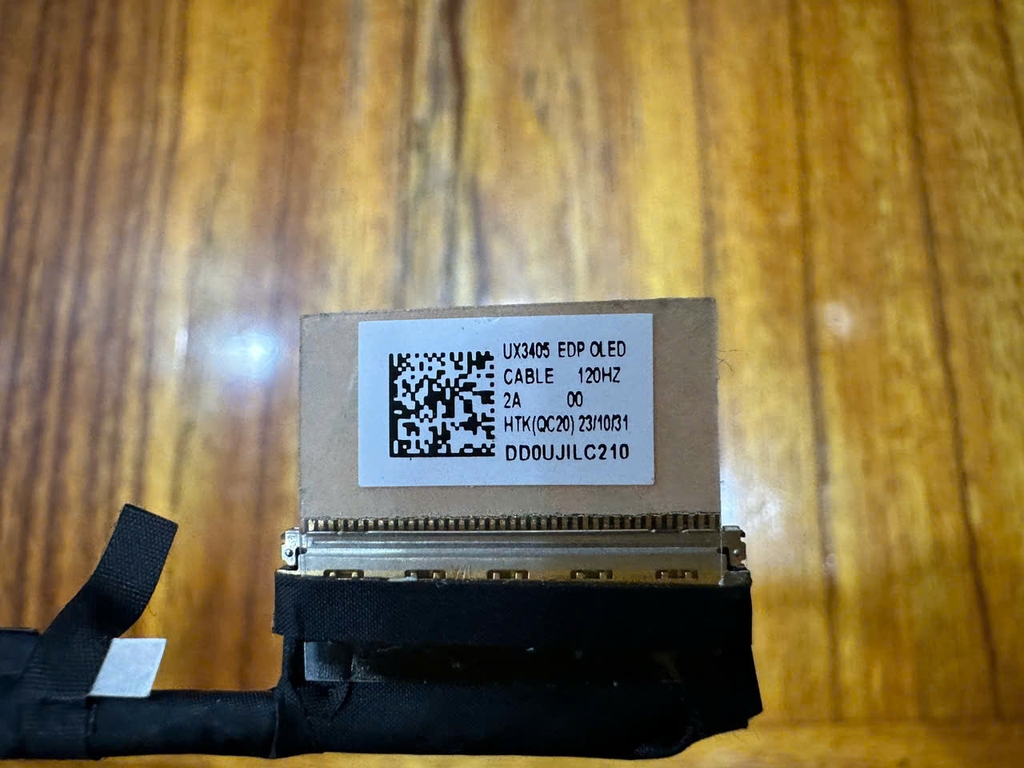 UX3405 EDP OLED
CABLE 120HZ
2A 00
HTK(QC20) 23/10/31
DD0UJILC210